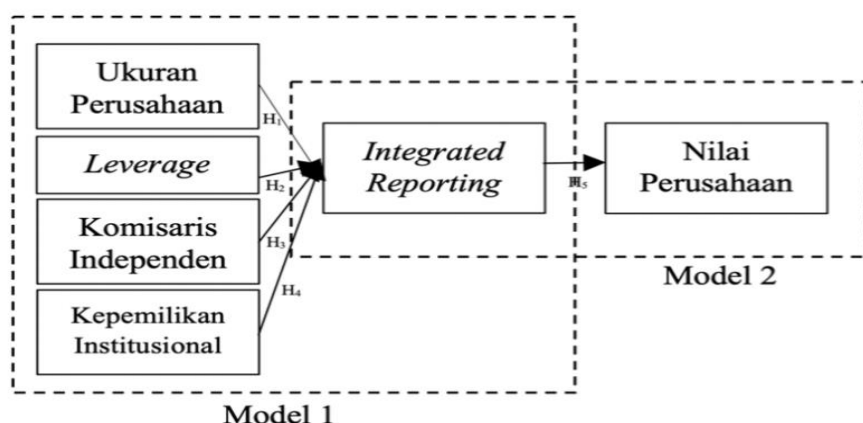 Ukuran
Perusahaan
H₁
Leverage
H₂
Komisaris
Independen
H₃
Kepemilikan
Institusional
H₄
Integrated
Reporting
H₅
Nilai
Perusahaan
Model 2
Model 1